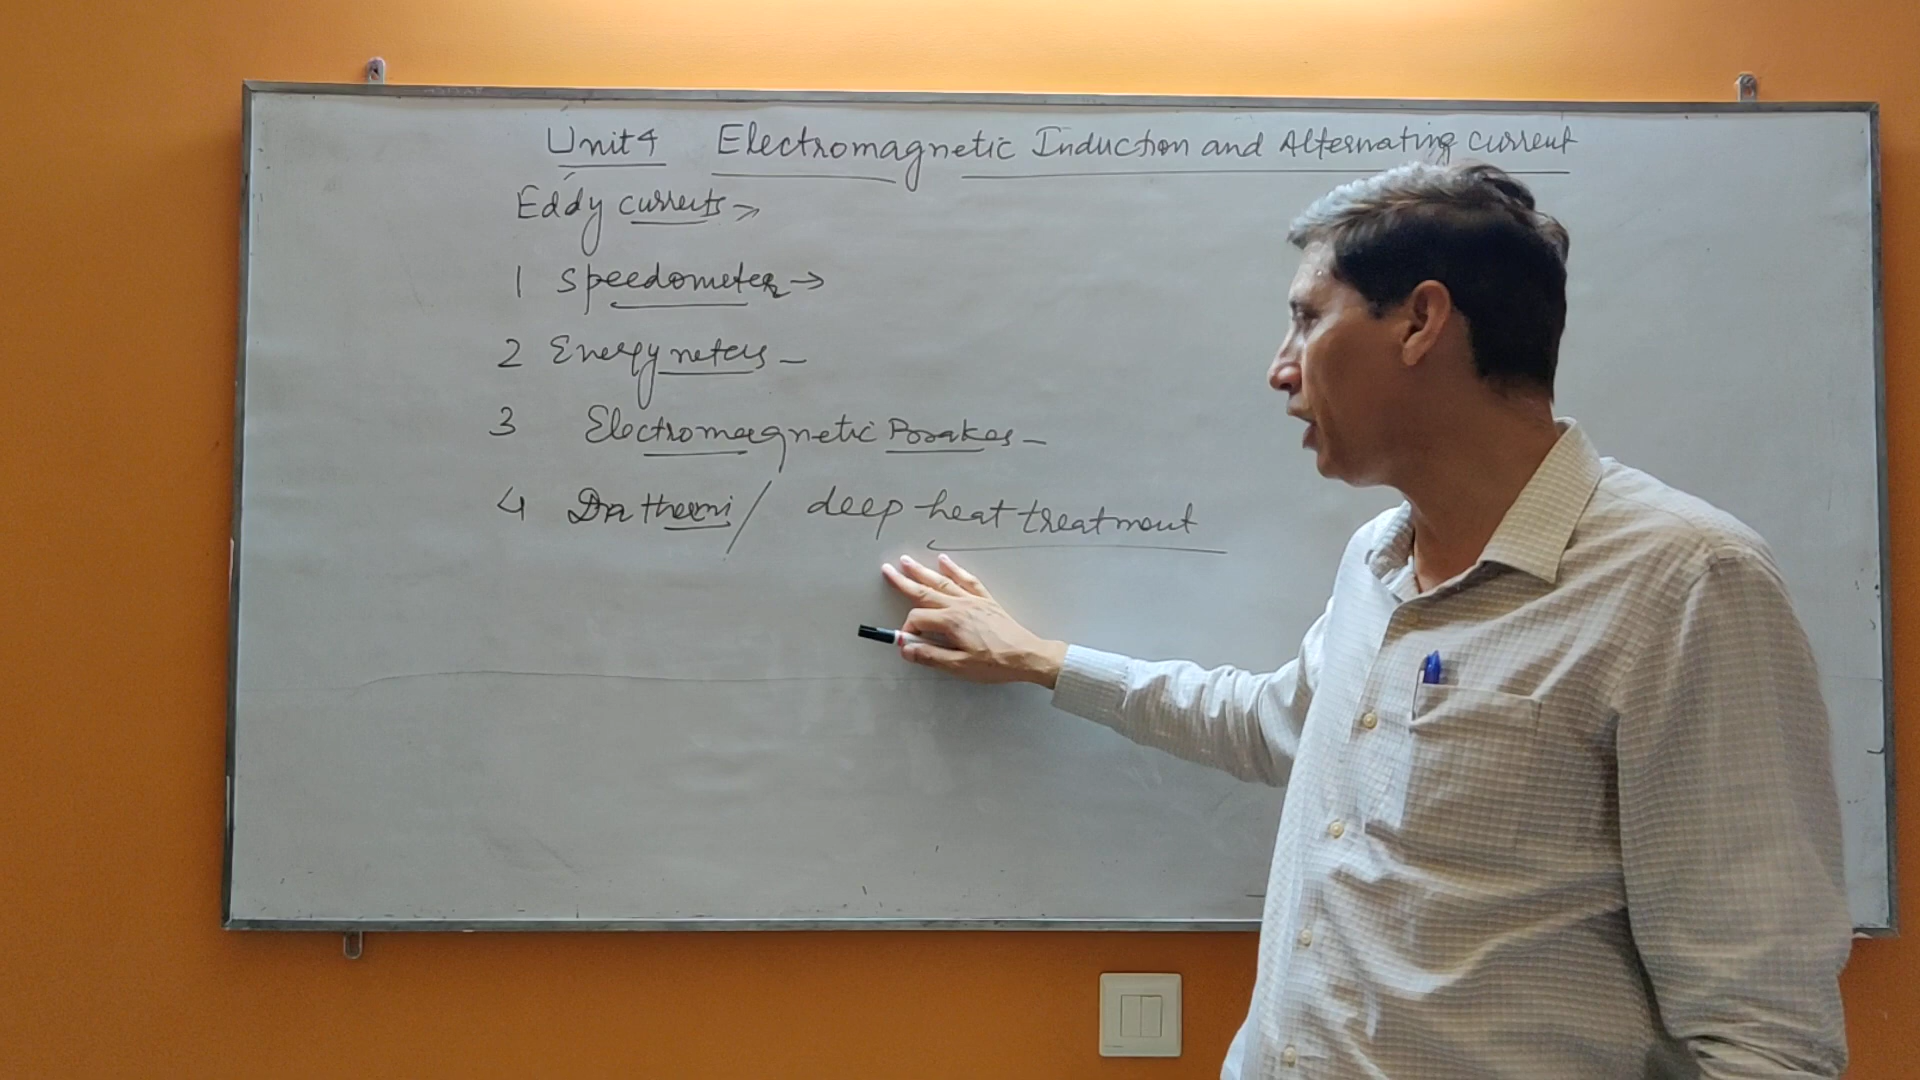 Unit 4 Electromagnetic Induction and Alternating Current
Eddy currents →
1 Speedometer →
2 Energy meters -
3 Electromagnetic Brakes -
4 / deep heat treatment